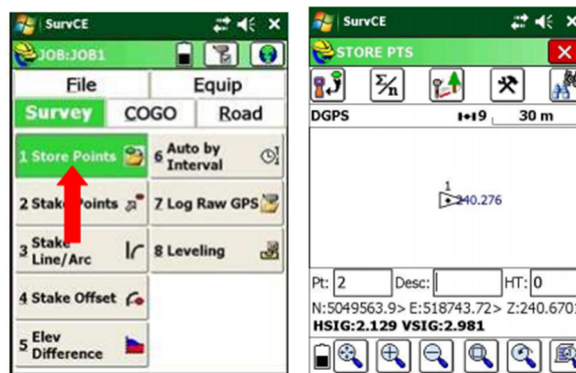 SurvCE
JOB:JOB1
File Equip
Survey COGO Road
1 Store Points
6 Auto by Interval
2 Stake Points
7 Log Raw GPS
3 Stake Line/Arc
8 Leveling
4 Stake Offset
5 Elev Difference
SurvCE
STORE PTS
Σ/n
DGPS 9 30 m
1
240.276
Pt: 2 Desc: HT: 0
N:5049563.9> E:518743.72> Z:240.6701
HSIG:2.129 VSIG:2.981